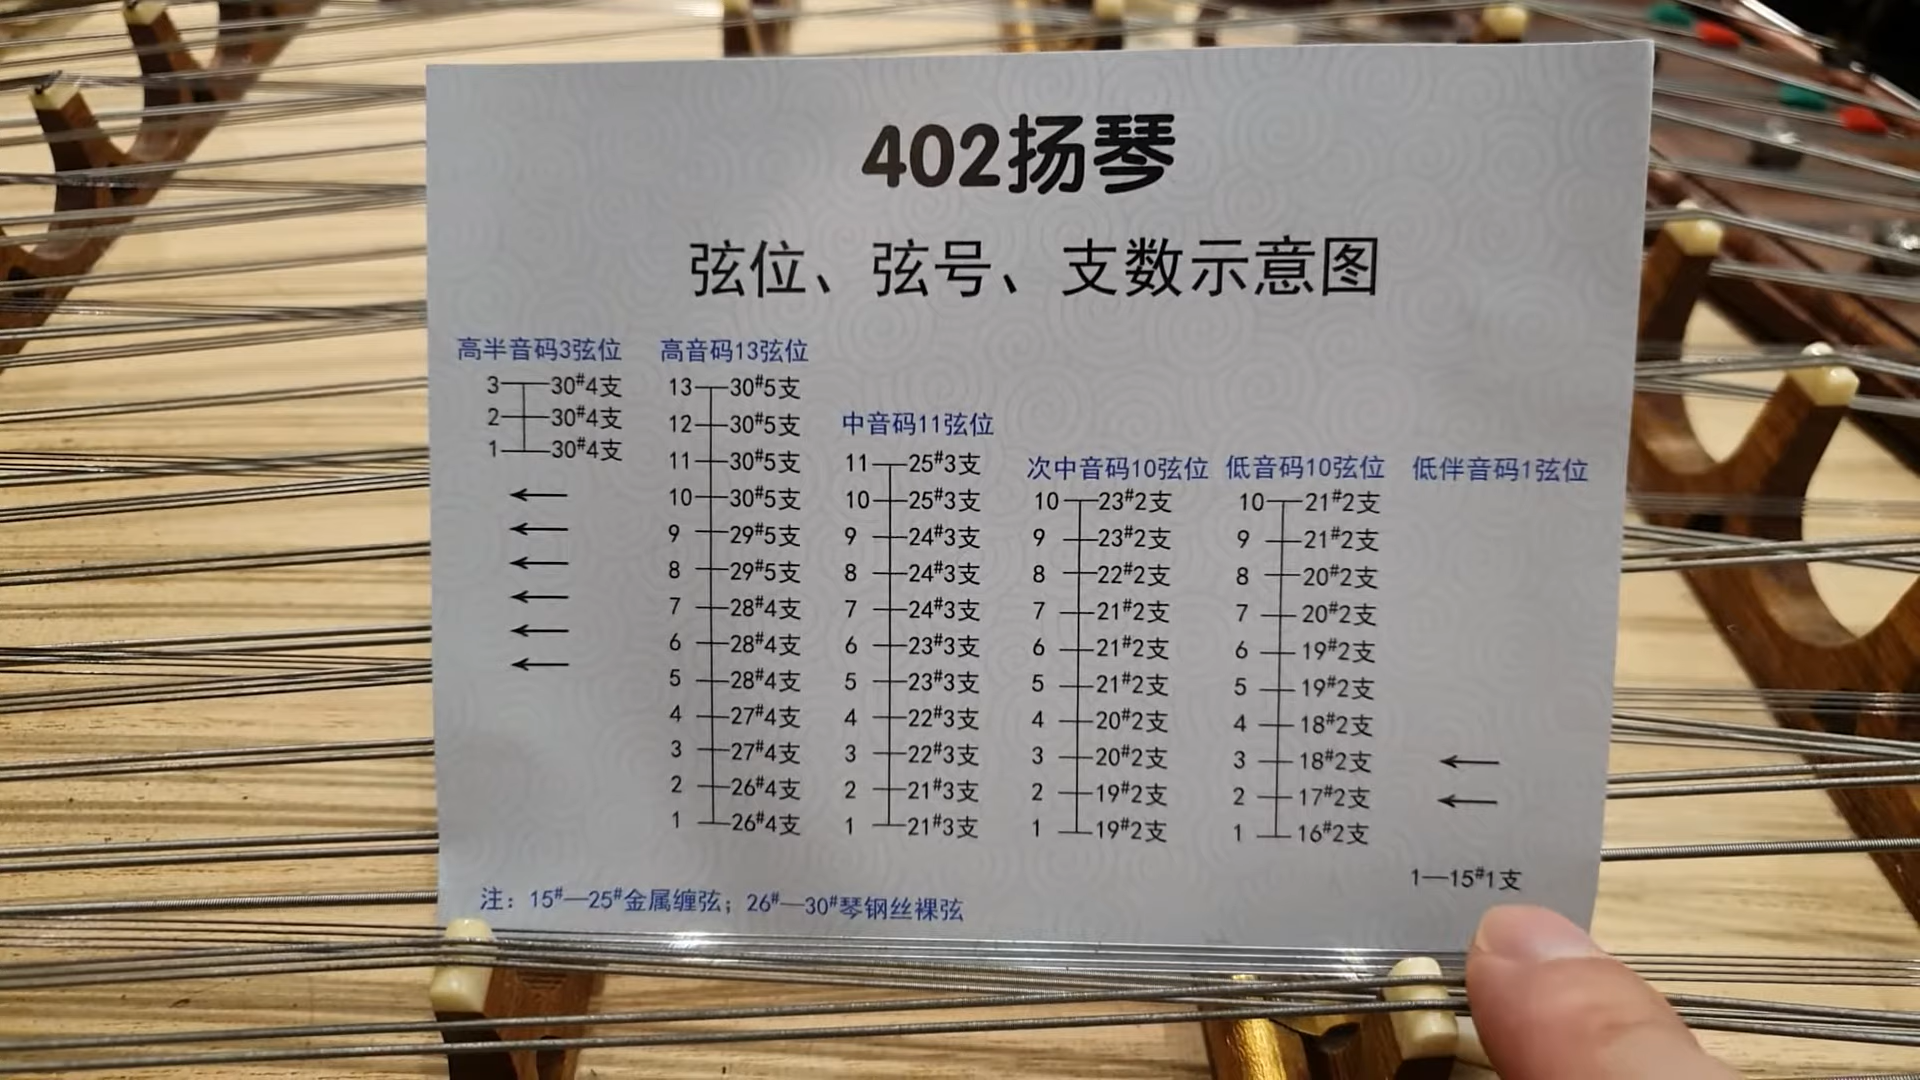 402扬琴
弦位、弦号、支数示意图
高半音码3弦位
3 30#4支
2 30#4支
1 30#4支
高音码13弦位
13 30#5支
12 30#5支
11 30#5支
10 30#5支
9 29#5支
8 29#5支
7 28#4支
6 28#4支
5 28#4支
4 27#4支
3 27#4支
2 26#4支
1 26#4支
中音码11弦位
11 25#3支
10 25#3支
9 24#3支
8 24#3支
7 24#3支
6 23#3支
5 23#3支
4 22#3支
3 22#3支
2 21#3支
1 21#3支
次中音码10弦位
10 23#2支
9 23#2支
8 22#2支
7 21#2支
6 21#2支
5 21#2支
4 20#2支
3 20#2支
2 19#2支
1 19#2支
低音码10弦位
10 21#2支
9 21#2支
8 20#2支
7 20#2支
6 19#2支
5 19#2支
4 18#2支
3 18#2支
2 17#2支
1 16#2支
低伴音码1弦位
1—15#1支
注：15#—25#金属缠弦；26#—30#琴钢丝裸弦